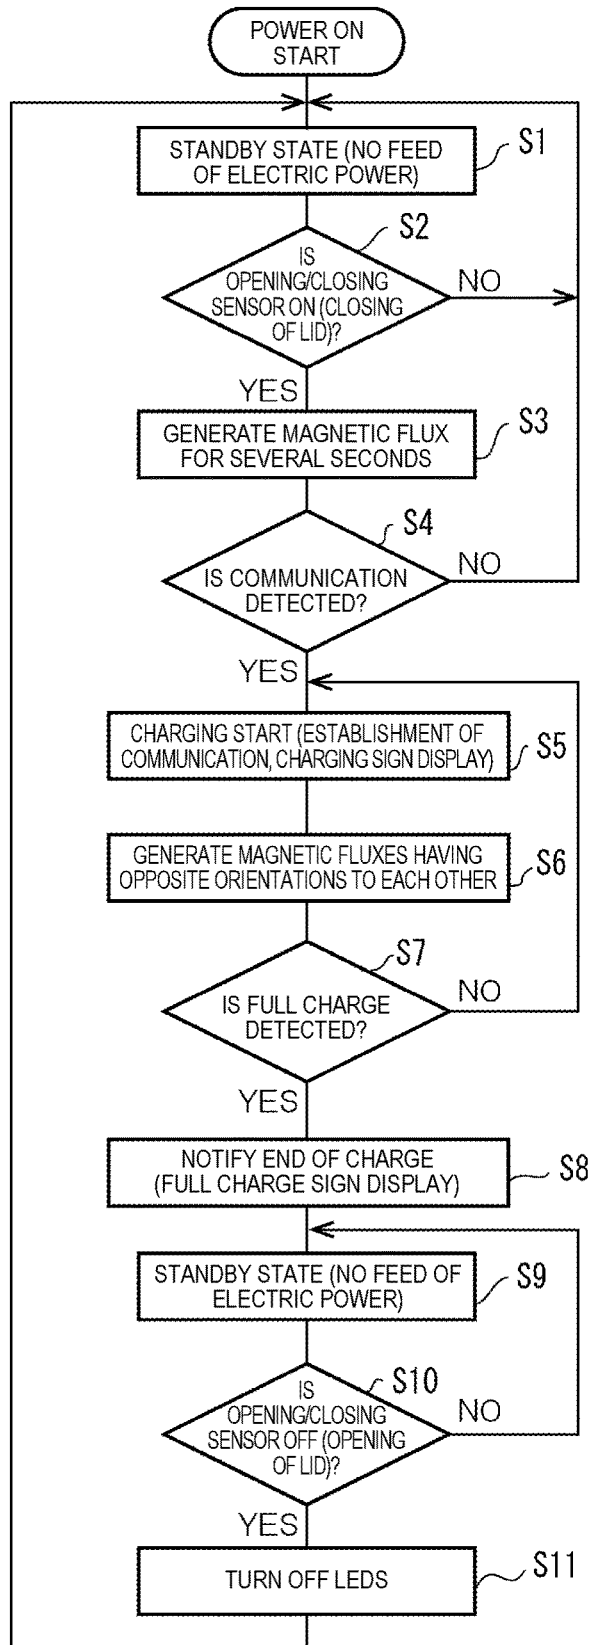 POWER ON
START
STANDBY STATE (NO FEED
OF ELECTRIC POWER)
S1
S2
IS
OPENING/CLOSING
SENSOR ON (CLOSING
OF LID)?
NO
YES
GENERATE MAGNETIC FLUX
FOR SEVERAL SECONDS
S3
S4
IS COMMUNICATION
DETECTED?
NO
YES
CHARGING START (ESTABLISHMENT OF
COMMUNICATION, CHARGING SIGN DISPLAY)
S5
GENERATE MAGNETIC FLUXES HAVING
OPPOSITE ORIENTATIONS TO EACH OTHER
S6
S7
IS FULL CHARGE
DETECTED?
NO
YES
NOTIFY END OF CHARGE
(FULL CHARGE SIGN DISPLAY)
S8
STANDBY STATE (NO FEED OF
ELECTRIC POWER)
S9
S10
IS
OPENING/CLOSING
SENSOR OFF (OPENING
OF LID)?
NO
YES
TURN OFF LEDS
S11